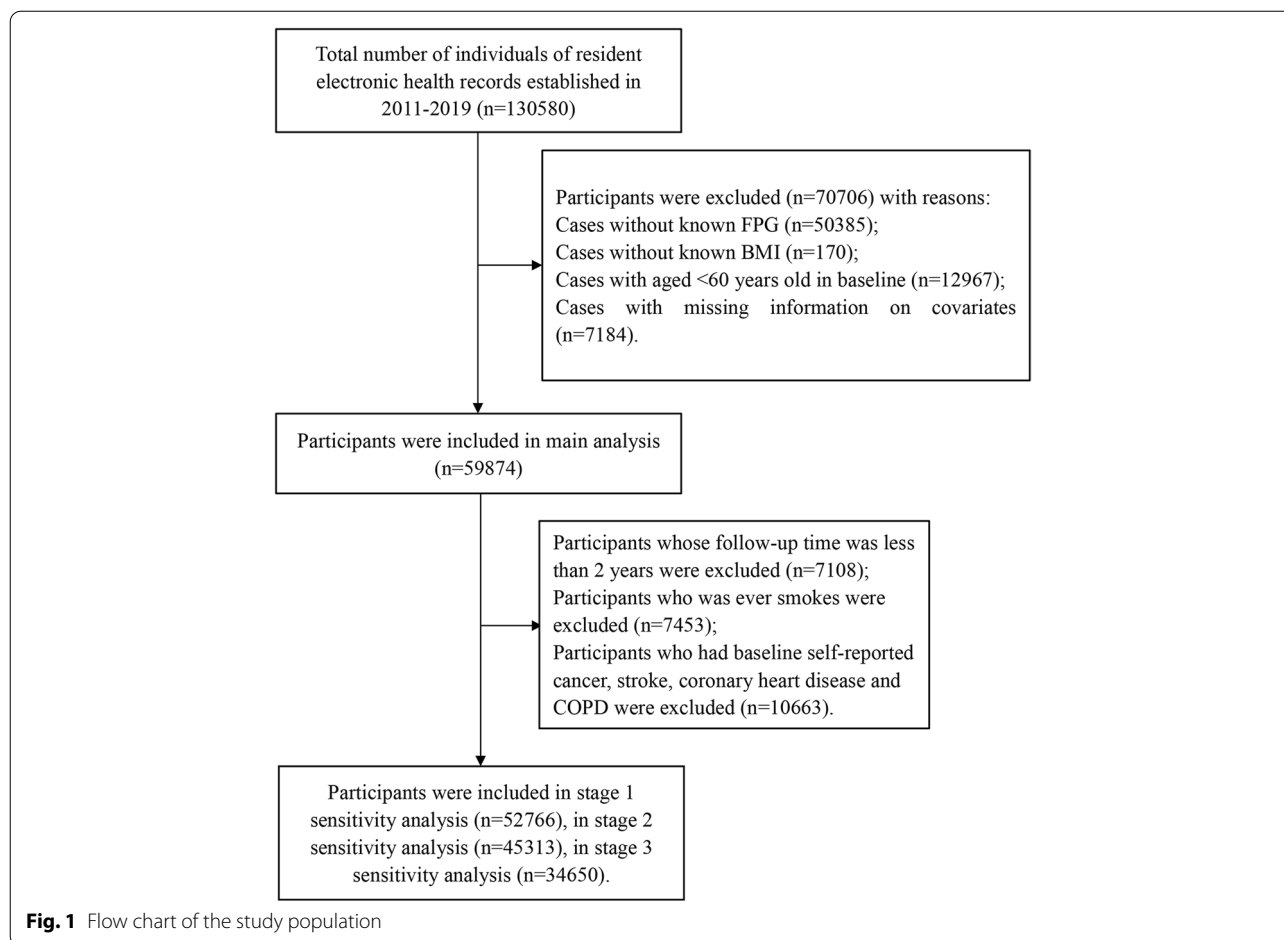 Total number of individuals of resident
electronic health records established in
2011-2019 (n=130580)
Participants were excluded (n=70706) with reasons:
Cases without known FPG (n=50385);
Cases without known BMI (n=170);
Cases with aged <60 years old in baseline (n=12967);
Cases with missing information on covariates
(n=7184).
Participants were included in main analysis
(n=59874)
Participants whose follow-up time was less
than 2 years were excluded (n=7108);
Participants who was ever smokes were
excluded (n=7453);
Participants who had baseline self-reported
cancer, stroke, coronary heart disease and
COPD were excluded (n=10663).
Participants were included in stage 1
sensitivity analysis (n=52766), in stage 2
sensitivity analysis (n=45313), in stage 3
sensitivity analysis (n=34650).
Fig. 1 Flow chart of the study population